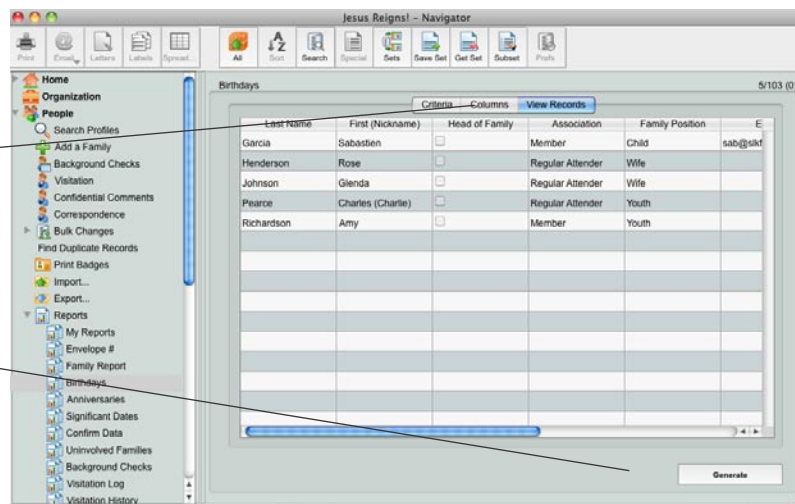 Jesus Reigns! - Navigator
Print Email Letters Labels Spread... All Sort Search Special Sets Save Set Get Set Subset Prefs
Home
Organization
People
Search Profiles
Add a Family
Background Checks
Visitation
Confidential Comments
Correspondence
Bulk Changes
Find Duplicate Records
Print Badges
Import...
Export...
Reports
My Reports
Envelope #
Family Report
Birthdays
Anniversaries
Significant Dates
Confirm Data
Uninvolved Families
Background Checks
Visitation Log
Visitation History
Birthdays 5/103 (0
Criteria Columns View Records
Last Name First (Nickname) Head of Family Association Family Position E
Garcia Sabastien Member Child
Henderson Rose Regular Attender Wife
Johnson Glenda Regular Attender Wife
Pearce Charles (Charlie) Regular Attender Youth
Richardson Amy Member Youth
Generate